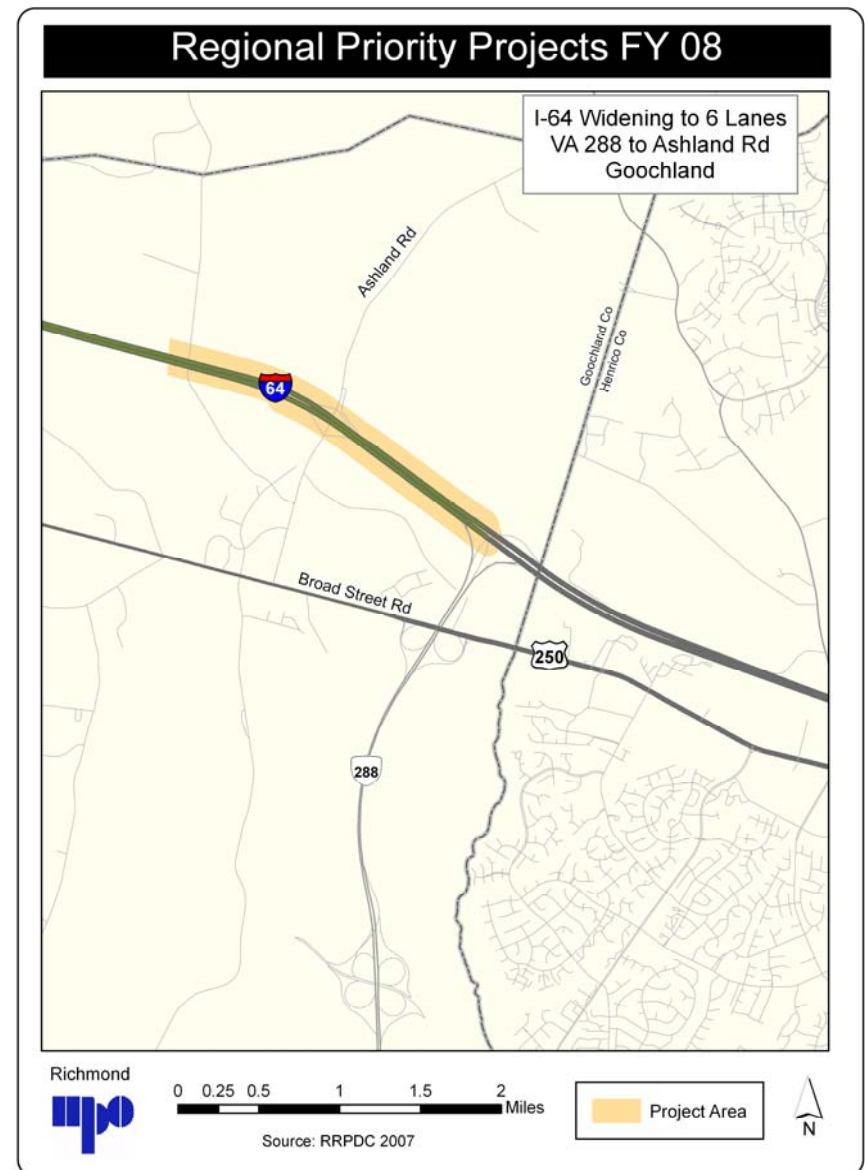 Regional Priority Projects FY 08
I-64 Widening to 6 Lanes
VA 288 to Ashland Rd
Goochland
Ashland Rd
Goochland Co
Henrico Co
64
Broad Street Rd
250
288
Richmond
mpo
0 0.25 0.5 1 1.5 2
Miles
Source: RRPDC 2007
Project Area
N